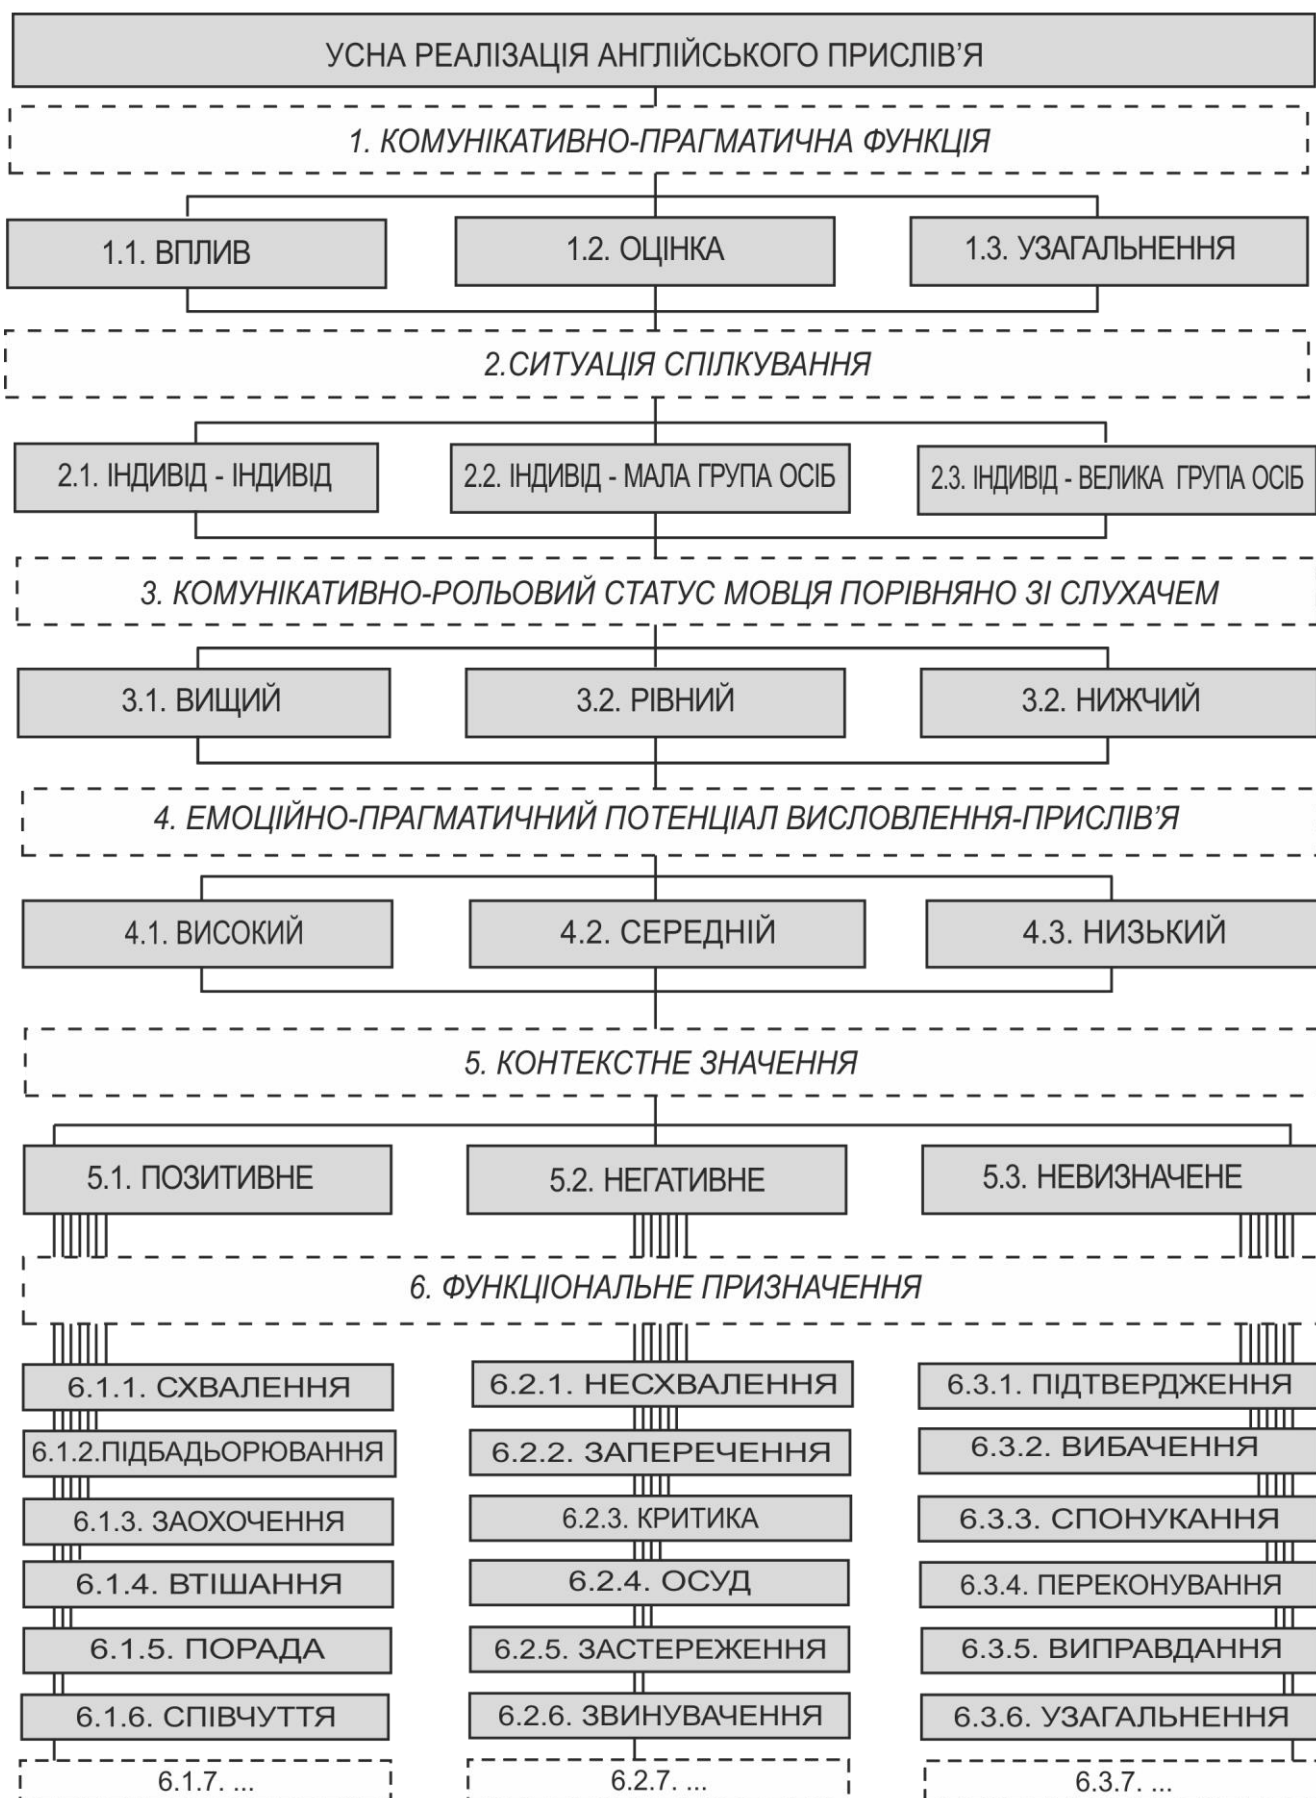 УСНА РЕАЛІЗАЦІЯ АНГЛІЙСЬКОГО ПРИСЛІВ’Я
1. КОМУНІКАТИВНО-ПРАГМАТИЧНА ФУНКЦІЯ
1.1. ВПЛИВ
1.2. ОЦІНКА
1.3. УЗАГАЛЬНЕННЯ
2.СИТУАЦІЯ СПІЛКУВАННЯ
2.1. ІНДИВІД - ІНДИВІД
2.2. ІНДИВІД - МАЛА ГРУПА ОСІБ
2.3. ІНДИВІД - ВЕЛИКА ГРУПА ОСІБ
3. КОМУНІКАТИВНО-РОЛЬОВИЙ СТАТУС МОВЦЯ ПОРІВНЯНО ЗІ СЛУХАЧЕМ
3.1. ВИЩИЙ
3.2. РІВНИЙ
3.2. НИЖЧИЙ
4. ЕМОЦІЙНО-ПРАГМАТИЧНИЙ ПОТЕНЦІАЛ ВИСЛОВЛЕННЯ-ПРИСЛІВ’Я
4.1. ВИСОКИЙ
4.2. СЕРЕДНІЙ
4.3. НИЗЬКИЙ
5. КОНТЕКСТНЕ ЗНАЧЕННЯ
5.1. ПОЗИТИВНЕ
5.2. НЕГАТИВНЕ
5.3. НЕВИЗНАЧЕНЕ
6. ФУНКЦІОНАЛЬНЕ ПРИЗНАЧЕННЯ
6.1.1. СХВАЛЕННЯ
6.2.1. НЕСХВАЛЕННЯ
6.3.1. ПІДТВЕРДЖЕННЯ
6.1.2.ПІДБАДЬОРЮВАННЯ
6.2.2. ЗАПЕРЕЧЕННЯ
6.3.2. ВИБАЧЕННЯ
6.1.3. ЗАОХОЧЕННЯ
6.2.3. КРИТИКА
6.3.3. СПОНУКАННЯ
6.1.4. ВТІШАННЯ
6.2.4. ОСУД
6.3.4. ПЕРЕКОНУВАННЯ
6.1.5. ПОРАДА
6.2.5. ЗАСТЕРЕЖЕННЯ
6.3.5. ВИПРАВДАННЯ
6.1.6. СПІВЧУТТЯ
6.2.6. ЗВИНУВАЧЕННЯ
6.3.6. УЗАГАЛЬНЕННЯ
6.1.7. ...
6.2.7. ...
6.3.7. ...